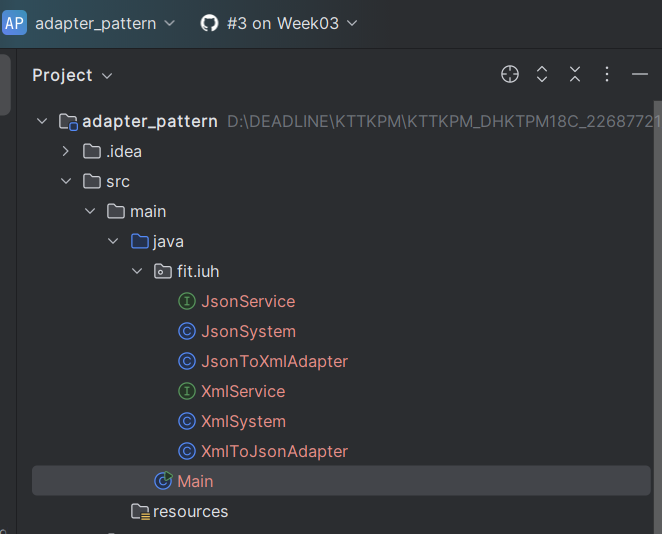 AP adapter_pattern #3 on Week03
Project
adapter_pattern D:\DEADLINE\KTTKPM\KTTKPM_DHKTPM18C_22687721
.idea
src
main
java
fit.iuh
I JsonService
C JsonSystem
C JsonToXmlAdapter
I XmlService
C XmlSystem
C XmlToJsonAdapter
C Main
resources